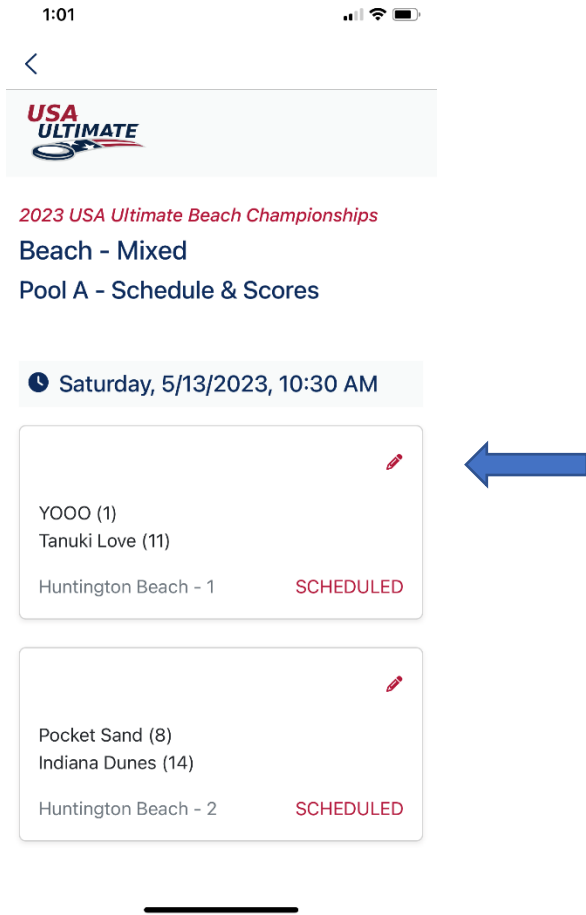 1:01
USA
ULTIMATE
2023 USA Ultimate Beach Championships
Beach - Mixed
Pool A - Schedule & Scores
Saturday, 5/13/2023, 10:30 AM
YOOO (1)
Tanuki Love (11)
Huntington Beach - 1 SCHEDULED
Pocket Sand (8)
Indiana Dunes (14)
Huntington Beach - 2 SCHEDULED